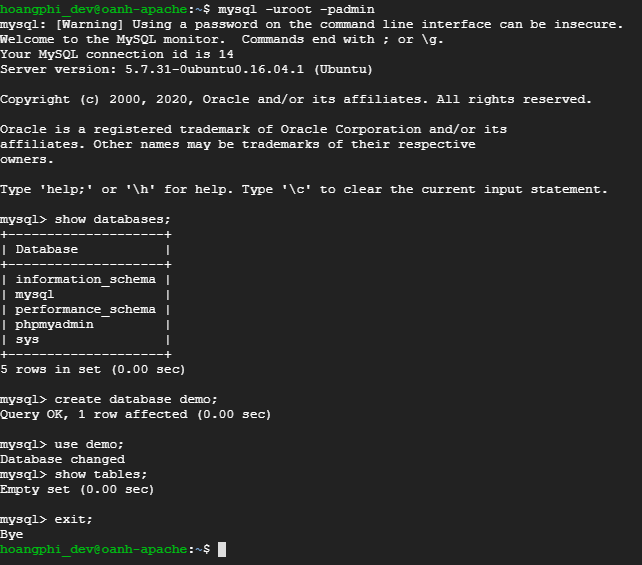 hoangphi_dev@oanh-apache:~$ mysql -uroot -padmin
mysql: [Warning] Using a password on the command line interface can be insecure.
Welcome to the MySQL monitor.  Commands end with ; or \g.
Your MySQL connection id is 14
Server version: 5.7.31-0ubuntu0.16.04.1 (Ubuntu)

Copyright (c) 2000, 2020, Oracle and/or its affiliates. All rights reserved.

Oracle is a registered trademark of Oracle Corporation and/or its
affiliates. Other names may be trademarks of their respective
owners.

Type 'help;' or '\h' for help. Type '\c' to clear the current input statement.

mysql> show databases;
+--------------------+
| Database           |
+--------------------+
| information_schema |
| mysql              |
| performance_schema |
| phpmyadmin         |
| sys                |
+--------------------+
5 rows in set (0.00 sec)

mysql> create database demo;
Query OK, 1 row affected (0.00 sec)

mysql> use demo;
Database changed
mysql> show tables;
Empty set (0.00 sec)

mysql> exit;
Bye
hoangphi_dev@oanh-apache:~$